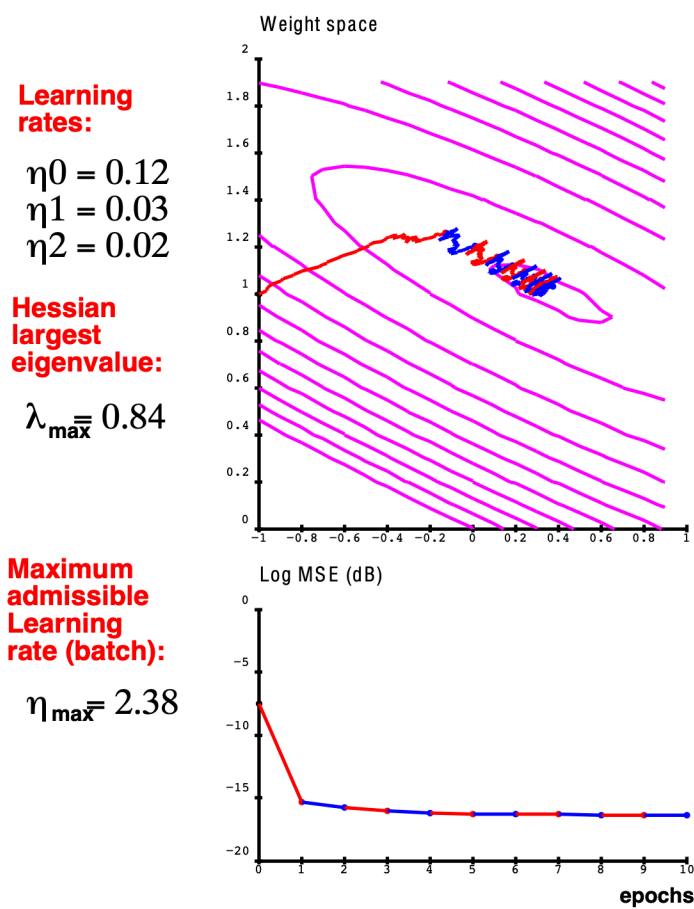 Weight space
Learning
rates:
η0 = 0.12
η1 = 0.03
η2 = 0.02
Hessian
largest
eigenvalue:
λmax= 0.84
2
1.8
1.6
1.4
1.2
1
0.8
0.6
0.4
0.2
0
-1 -0.8 -0.6 -0.4 -0.2 0 0.2 0.4 0.6 0.8 1
Maximum
admissible
Learning
rate (batch):
ηmax= 2.38
Log MSE (dB)
0
-5
-10
-15
-20
0 1 2 3 4 5 6 7 8 9 10
epochs